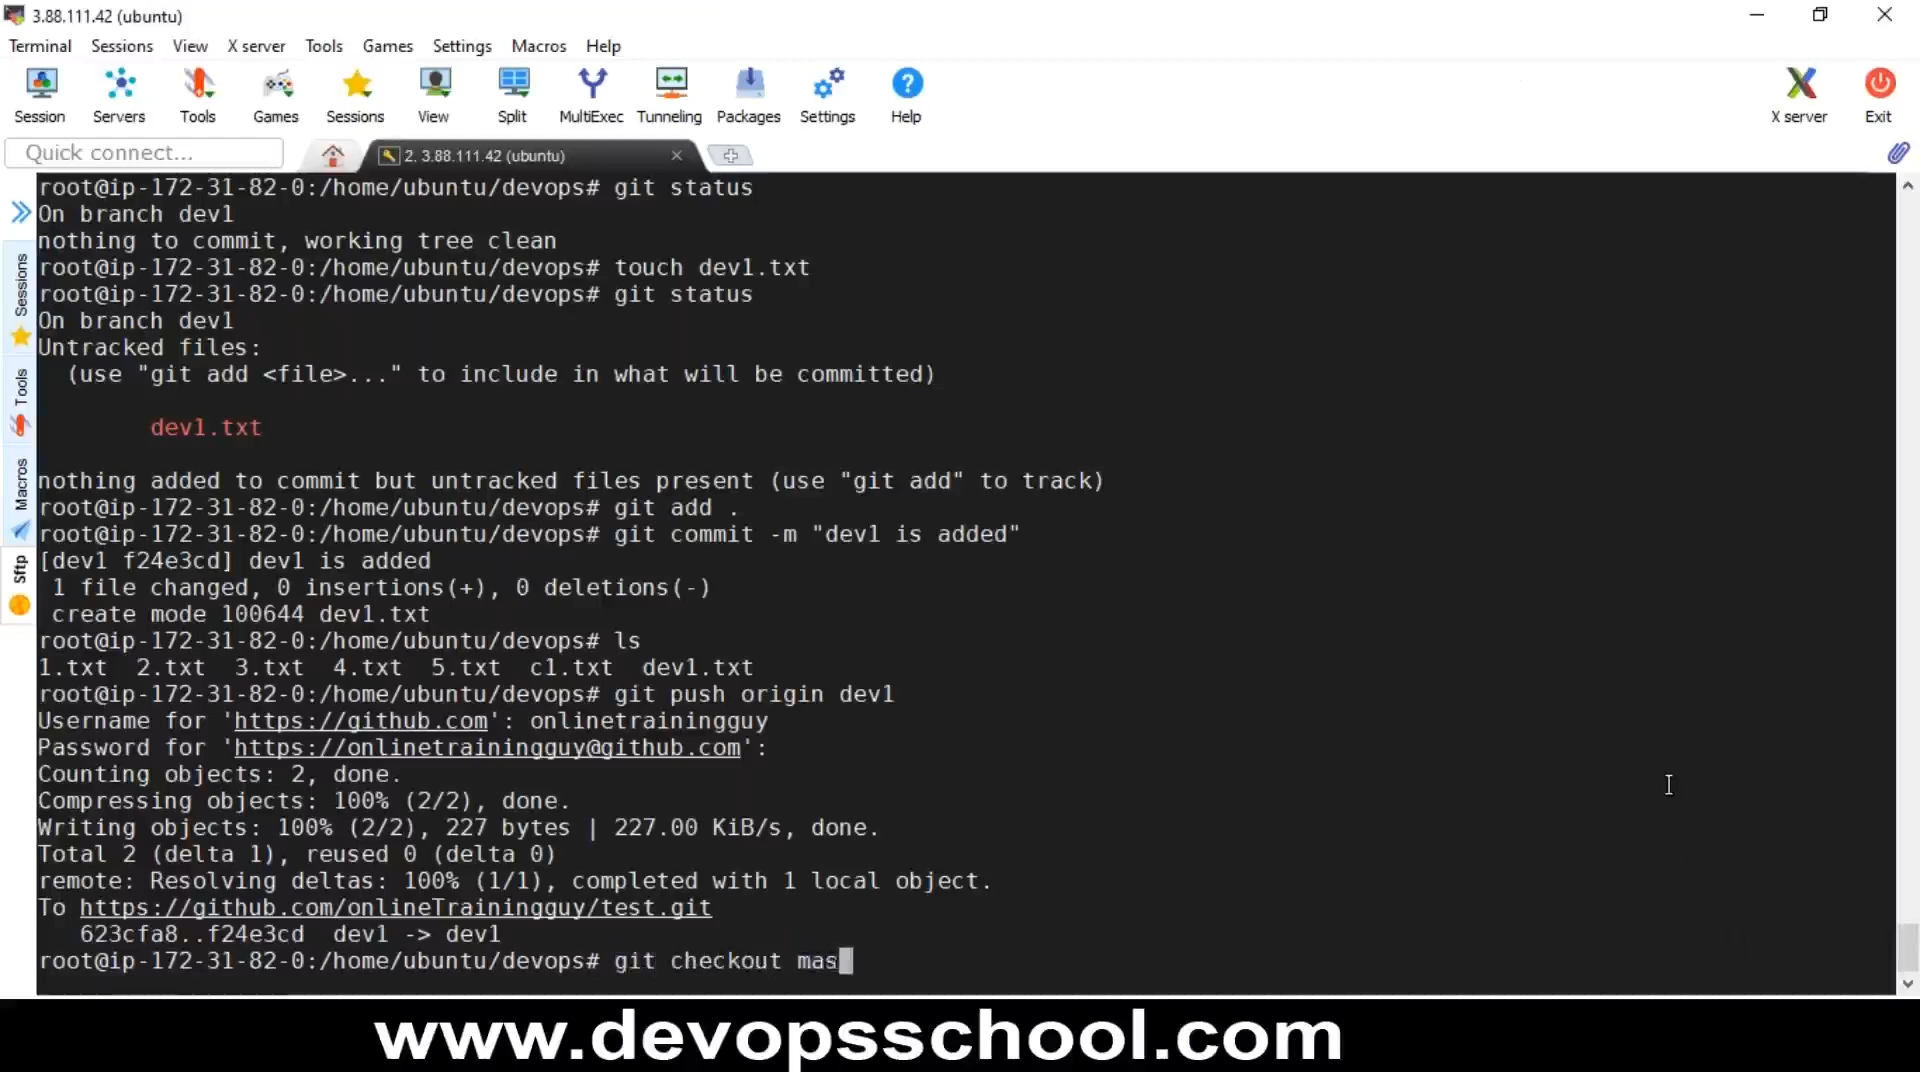 3.88.111.42 (ubuntu)
Terminal Sessions View X server Tools Games Settings Macros Help
Session Servers Tools Games Sessions View Split MultiExec Tunneling Packages Settings Help X server Exit
Quick connect... 2. 3.88.111.42 (ubuntu)
Sessions
Tools
Macros
Sftp
root@ip-172-31-82-0:/home/ubuntu/devops# git status
On branch dev1
nothing to commit, working tree clean
root@ip-172-31-82-0:/home/ubuntu/devops# touch dev1.txt
root@ip-172-31-82-0:/home/ubuntu/devops# git status
On branch dev1
Untracked files:
(use "git add <file>..." to include in what will be committed)
dev1.txt
nothing added to commit but untracked files present (use "git add" to track)
root@ip-172-31-82-0:/home/ubuntu/devops# git add .
root@ip-172-31-82-0:/home/ubuntu/devops# git commit -m "dev1 is added"
[dev1 f24e3cd] dev1 is added
1 file changed, 0 insertions(+), 0 deletions(-)
create mode 100644 dev1.txt
root@ip-172-31-82-0:/home/ubuntu/devops# ls
1.txt 2.txt 3.txt 4.txt 5.txt c1.txt dev1.txt
root@ip-172-31-82-0:/home/ubuntu/devops# git push origin dev1
Username for 'https://github.com': onlinetrainingguy
Password for 'https://onlinetrainingguy@github.com':
Counting objects: 2, done.
Compressing objects: 100% (2/2), done.
Writing objects: 100% (2/2), 227 bytes | 227.00 KiB/s, done.
Total 2 (delta 1), reused 0 (delta 0)
remote: Resolving deltas: 100% (1/1), completed with 1 local object.
To https://github.com/onlineTrainingguy/test.git
623cfa8..f24e3cd dev1 -> dev1
root@ip-172-31-82-0:/home/ubuntu/devops# git checkout mas
www.devopsschool.com